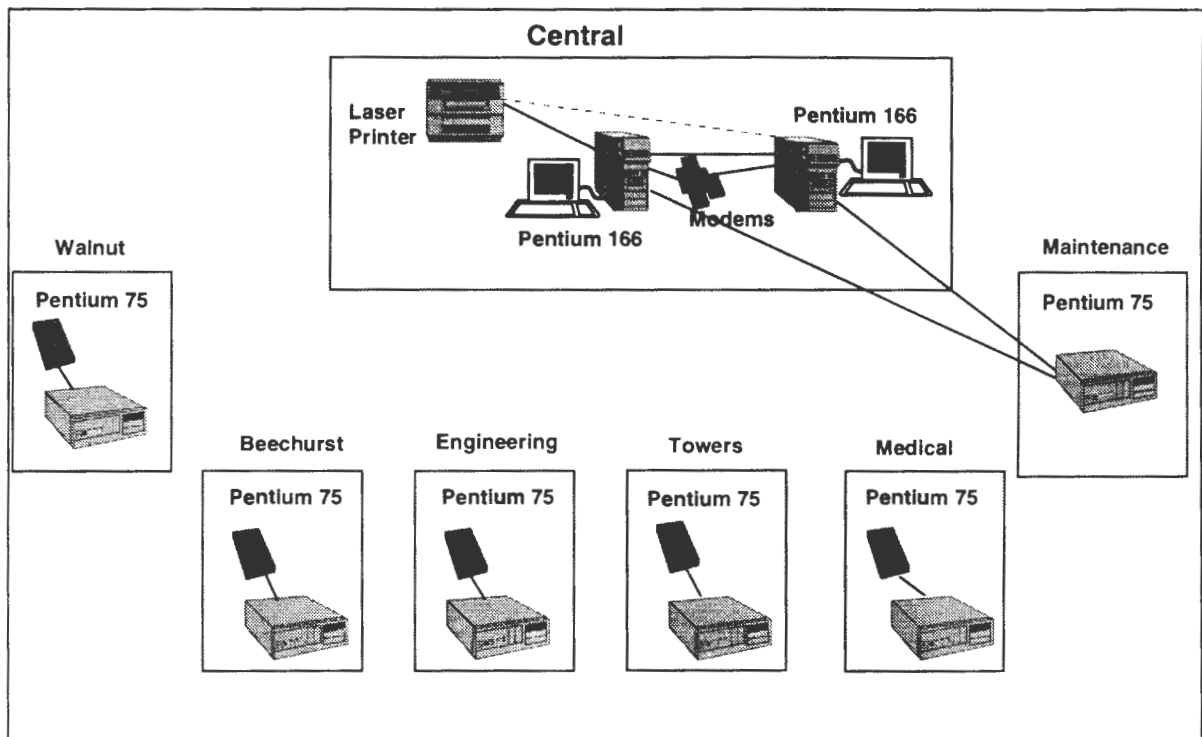 Central
Laser
Printer
Pentium 166
Modems
Pentium 166
Walnut
Pentium 75
Maintenance
Pentium 75
Beechurst
Pentium 75
Engineering
Pentium 75
Towers
Pentium 75
Medical
Pentium 75